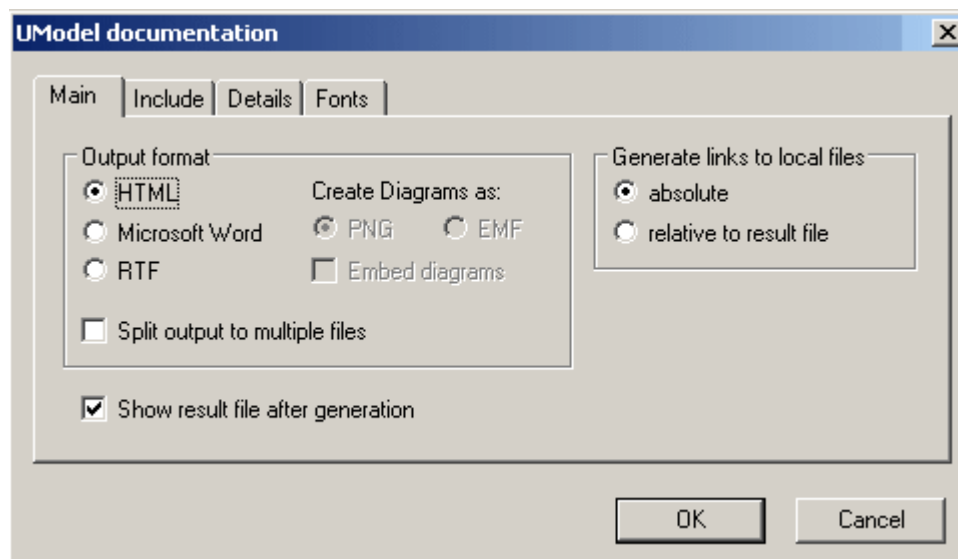 UModel documentation
Main Include Details Fonts
Output format
Generate links to local files
HTML
Create Diagrams as:
absolute
Microsoft Word
PNG
EMF
relative to result file
RTF
Embed diagrams
Split output to multiple files
Show result file after generation
OK
Cancel